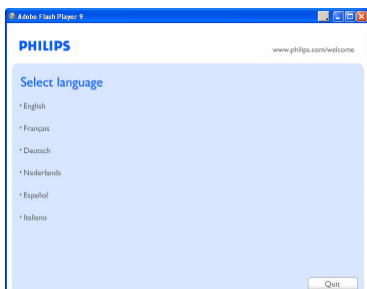 Adobe Flash Player 9
PHILIPS
www.philips.com/welcome
Select language
English
Français
Deutsch
Nederlands
Español
Italiano
Quit